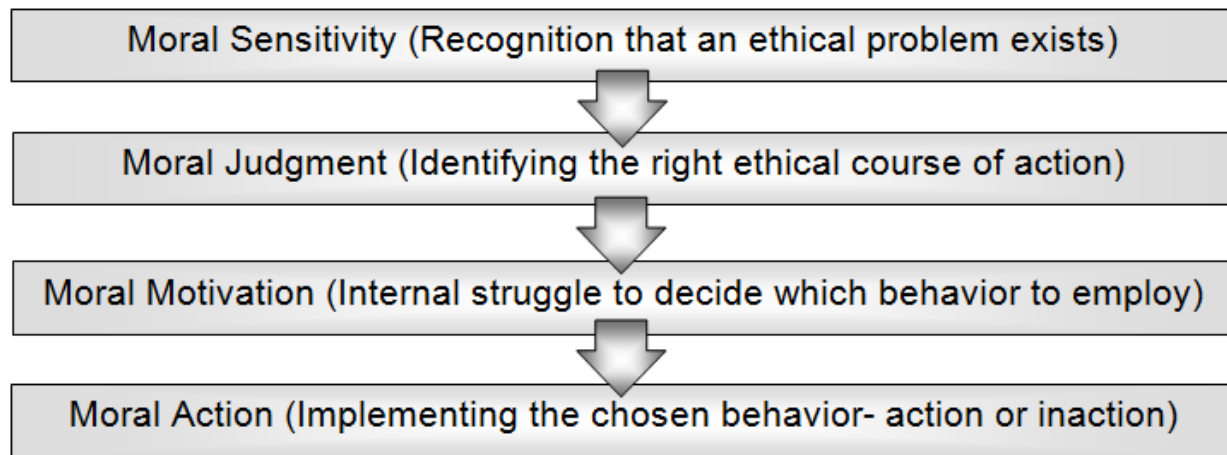 Moral Sensitivity (Recognition that an ethical problem exists)
Moral Judgment (Identifying the right ethical course of action)
Moral Motivation (Internal struggle to decide which behavior to employ)
Moral Action (Implementing the chosen behavior- action or inaction)